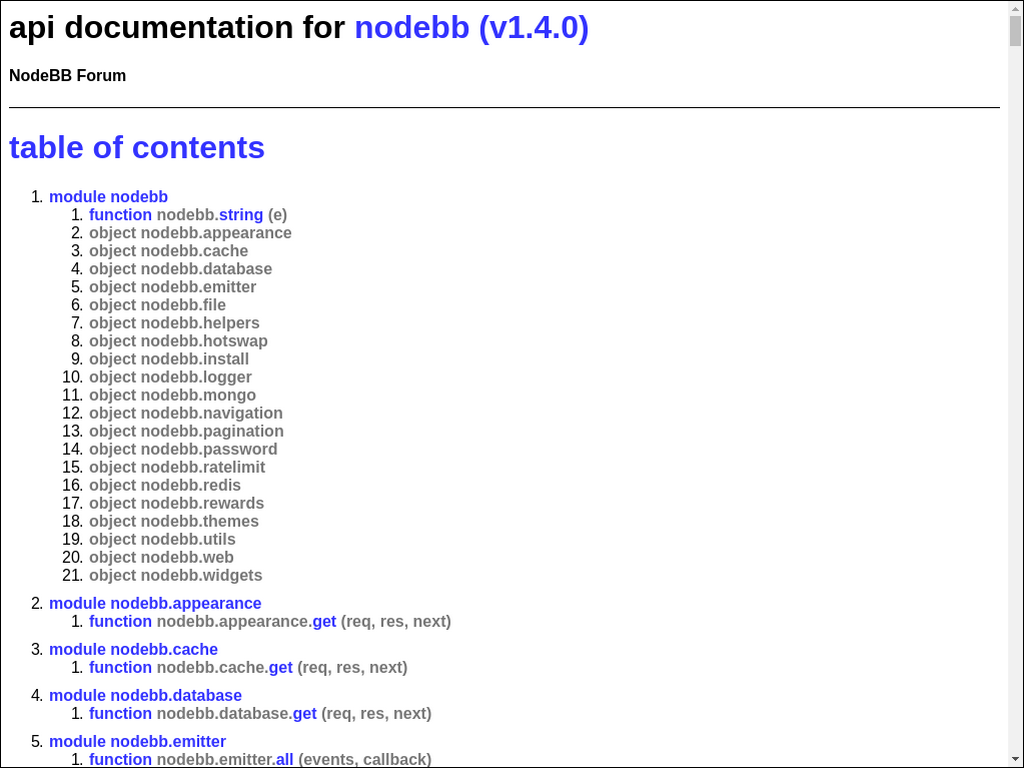 api documentation for nodebb (v1.4.0)
NodeBB Forum
table of contents
1. module nodebb
1. function nodebb.string (e)
2. object nodebb.appearance
3. object nodebb.cache
4. object nodebb.database
5. object nodebb.emitter
6. object nodebb.file
7. object nodebb.helpers
8. object nodebb.hotswap
9. object nodebb.install
10. object nodebb.logger
11. object nodebb.mongo
12. object nodebb.navigation
13. object nodebb.pagination
14. object nodebb.password
15. object nodebb.ratelimit
16. object nodebb.redis
17. object nodebb.rewards
18. object nodebb.themes
19. object nodebb.utils
20. object nodebb.web
21. object nodebb.widgets
2. module nodebb.appearance
1. function nodebb.appearance.get (req, res, next)
3. module nodebb.cache
1. function nodebb.cache.get (req, res, next)
4. module nodebb.database
1. function nodebb.database.get (req, res, next)
5. module nodebb.emitter
1. function nodebb.emitter.all (events, callback)